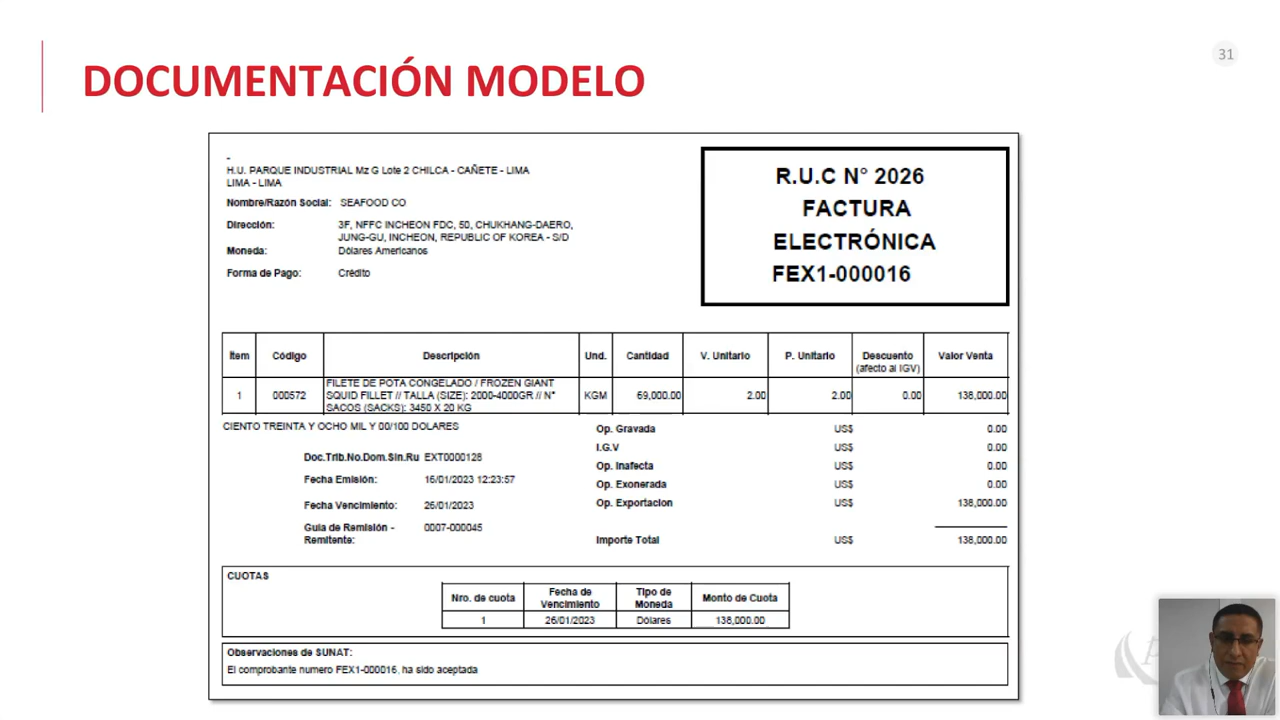 31
DOCUMENTACIÓN MODELO
-
H.U. PARQUE INDUSTRIAL Mz G Lote 2 CHILCA - CAÑETE - LIMA
LIMA - LIMA
Nombre/Razón Social: SEAFOOD CO
Dirección: 3F, NFFC INCHEON FDC, 50, CHUKHANG-DAERO,
JUNG-GU, INCHEON, REPUBLIC OF KOREA - S/D
Moneda: Dólares Americanos
Forma de Pago: Crédito
R.U.C N° 2026
FACTURA
ELECTRÓNICA
FEX1-000016
Ítem Código Descripción Und. Cantidad V. Unitario P. Unitario Descuento (afecto al IGV) Valor Venta
FILETE DE POTA CONGELADO / FROZEN GIANT
1 000572 SQUID FILLET // TALLA (SIZE): 2000-4000GR // N° KGM 69,000.00 2.00 2.00 0.00 138,000.00
SACOS (SACKS): 3450 X 20 KG
CIENTO TREINTA Y OCHO MIL Y 00/100 DOLARES
Doc.Trib.No.Dom.Sin.Ru EXT0000128
Fecha Emisión: 16/01/2023 12:23:57
Fecha Vencimiento: 26/01/2023
Guia de Remisión - 0007-000045
Remitente:
Op. Gravada US$ 0.00
I.G.V US$ 0.00
Op. Inafecta US$ 0.00
Op. Exonerada US$ 0.00
Op. Exportacion US$ 138,000.00
Importe Total US$ 138,000.00
CUOTAS
Nro. de cuota Fecha de Vencimiento Tipo de Moneda Monto de Cuota
1 26/01/2023 Dólares 138,000.00
Observaciones de SUNAT:
El comprobante numero FEX1-000016, ha sido aceptada